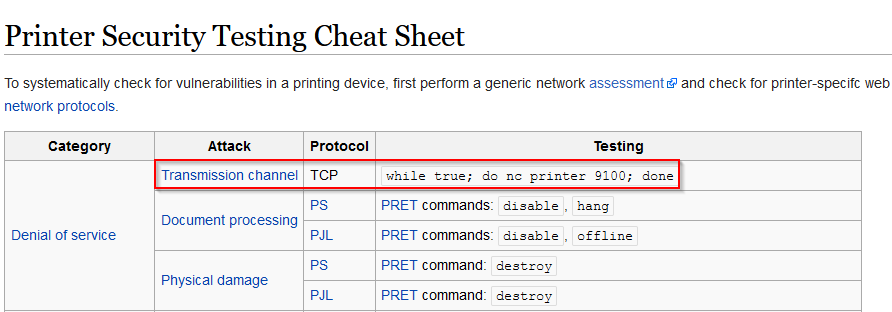 Printer Security Testing Cheat Sheet
To systematically check for vulnerabilities in a printing device, first perform a generic network assessment and check for printer-specifc web
network protocols.
Category Attack Protocol Testing
Transmission channel TCP while true; do nc printer 9100; done
Document processing PS PRET commands: disable, hang
Denial of service PJL PRET commands: disable, offline
Physical damage PS PRET command: destroy
PJL PRET command: destroy